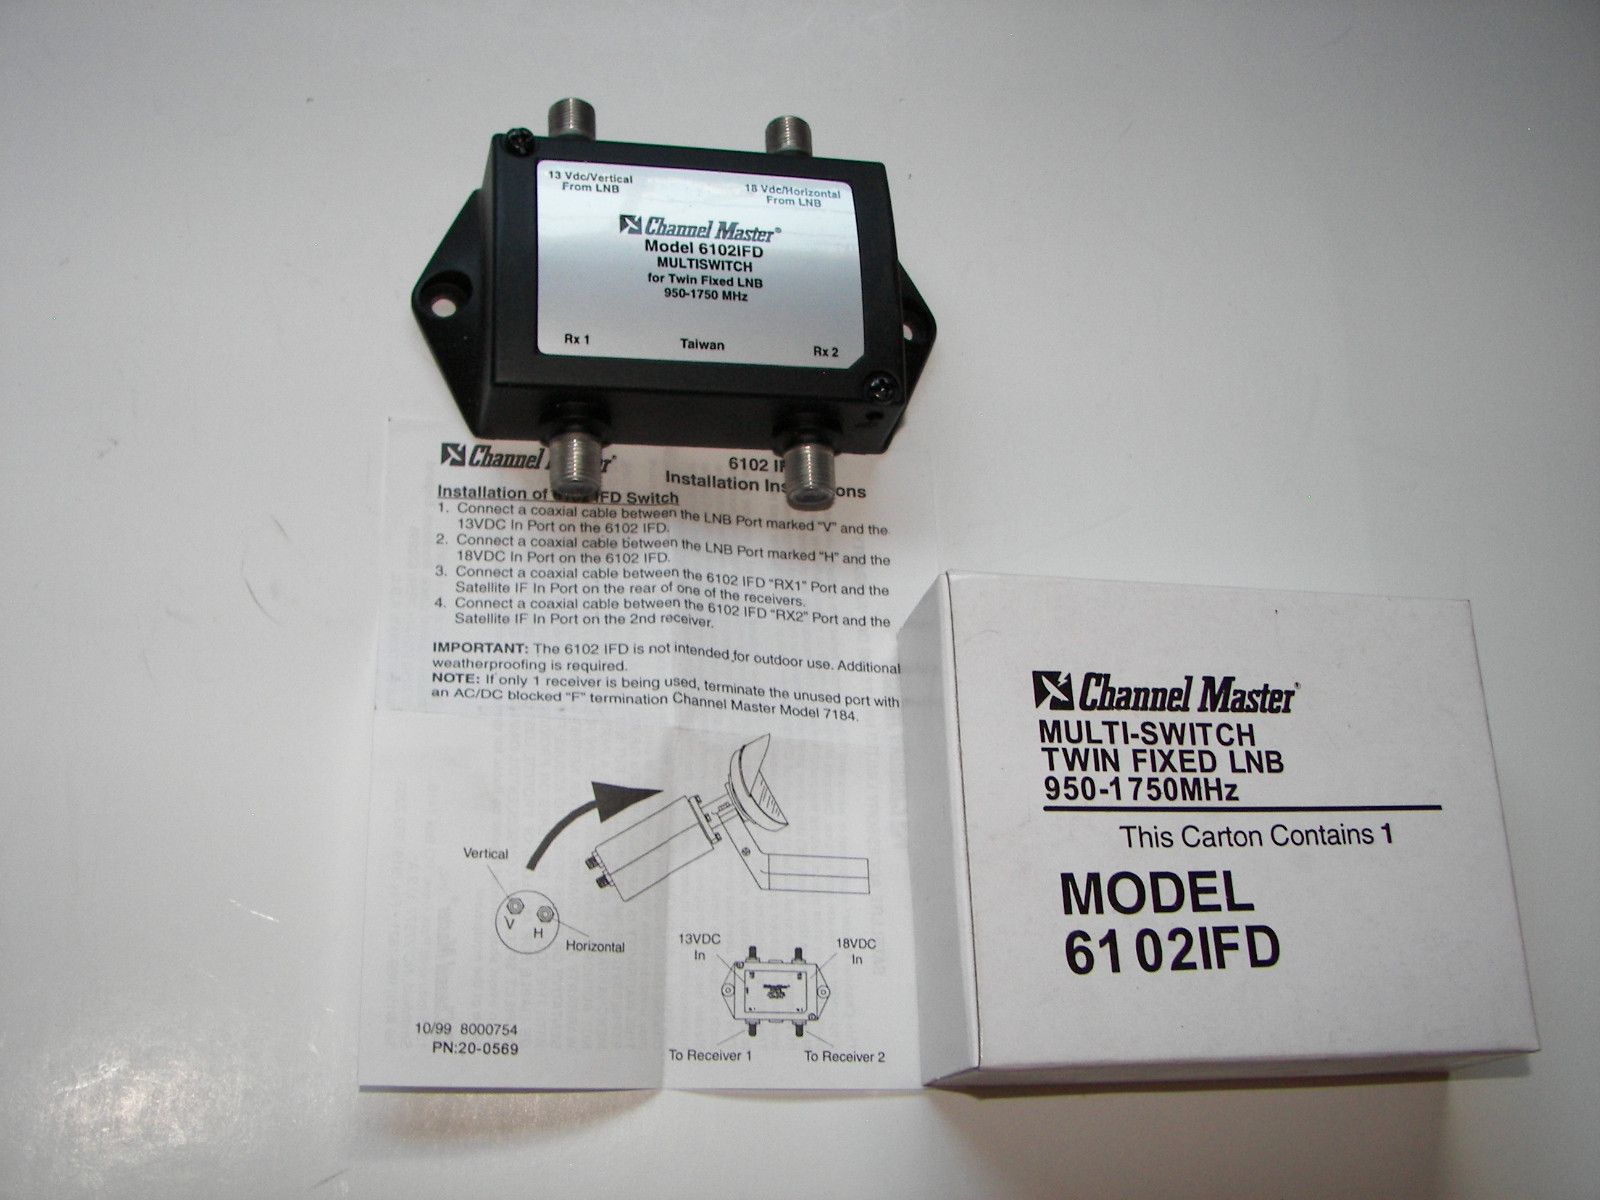 13 Vdc/Vertical
From LNB
18 Vdc/Horizontal
From LNB
Channel Master®
Model 6102IFD
MULTISWITCH
for Twin Fixed LNB
950-1750 MHz
Rx 1
Taiwan
Rx 2
Channel
6102
Installation
Installation of IFD Switch
1. Connect a coaxial cable between the LNB Port marked "V" and the
13VDC In Port on the 6102 IFD.
2. Connect a coaxial cable between the LNB Port marked "H" and the
18VDC In Port on the 6102 IFD.
3. Connect a coaxial cable between the 6102 IFD "RX1" Port and the
Satellite IF In Port on the rear of one of the receivers.
4. Connect a coaxial cable between the 6102 IFD "RX2" Port and the
Satellite IF In Port on the 2nd receiver.
IMPORTANT: The 6102 IFD is not intended for outdoor use. Additional
weatherproofing is required.
NOTE: If only 1 receiver is being used, terminate the unused port with
an AC/DC blocked "F" termination Channel Master Model 7184.
Vertical
V
H
Horizontal
13VDC
In
18VDC
In
To Receiver 1
To Receiver 2
10/99 8000754
PN:20-0569
Channel Master®
MULTI-SWITCH
TWIN FIXED LNB
950-1750MHz
This Carton Contains 1
MODEL
6102IFD